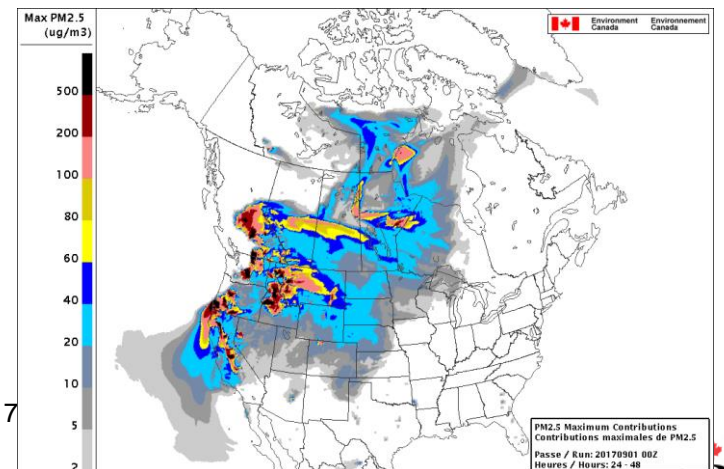 Max PM2.5
(ug/m3)
500
200
100
80
60
40
20
10
5
2
Environment Canada
Environnement Canada
7
PM2.5 Maximum Contributions
Contributions maximales de PM2.5
Passe / Run: 20170901 00Z
Heures / Hours: 24 - 48